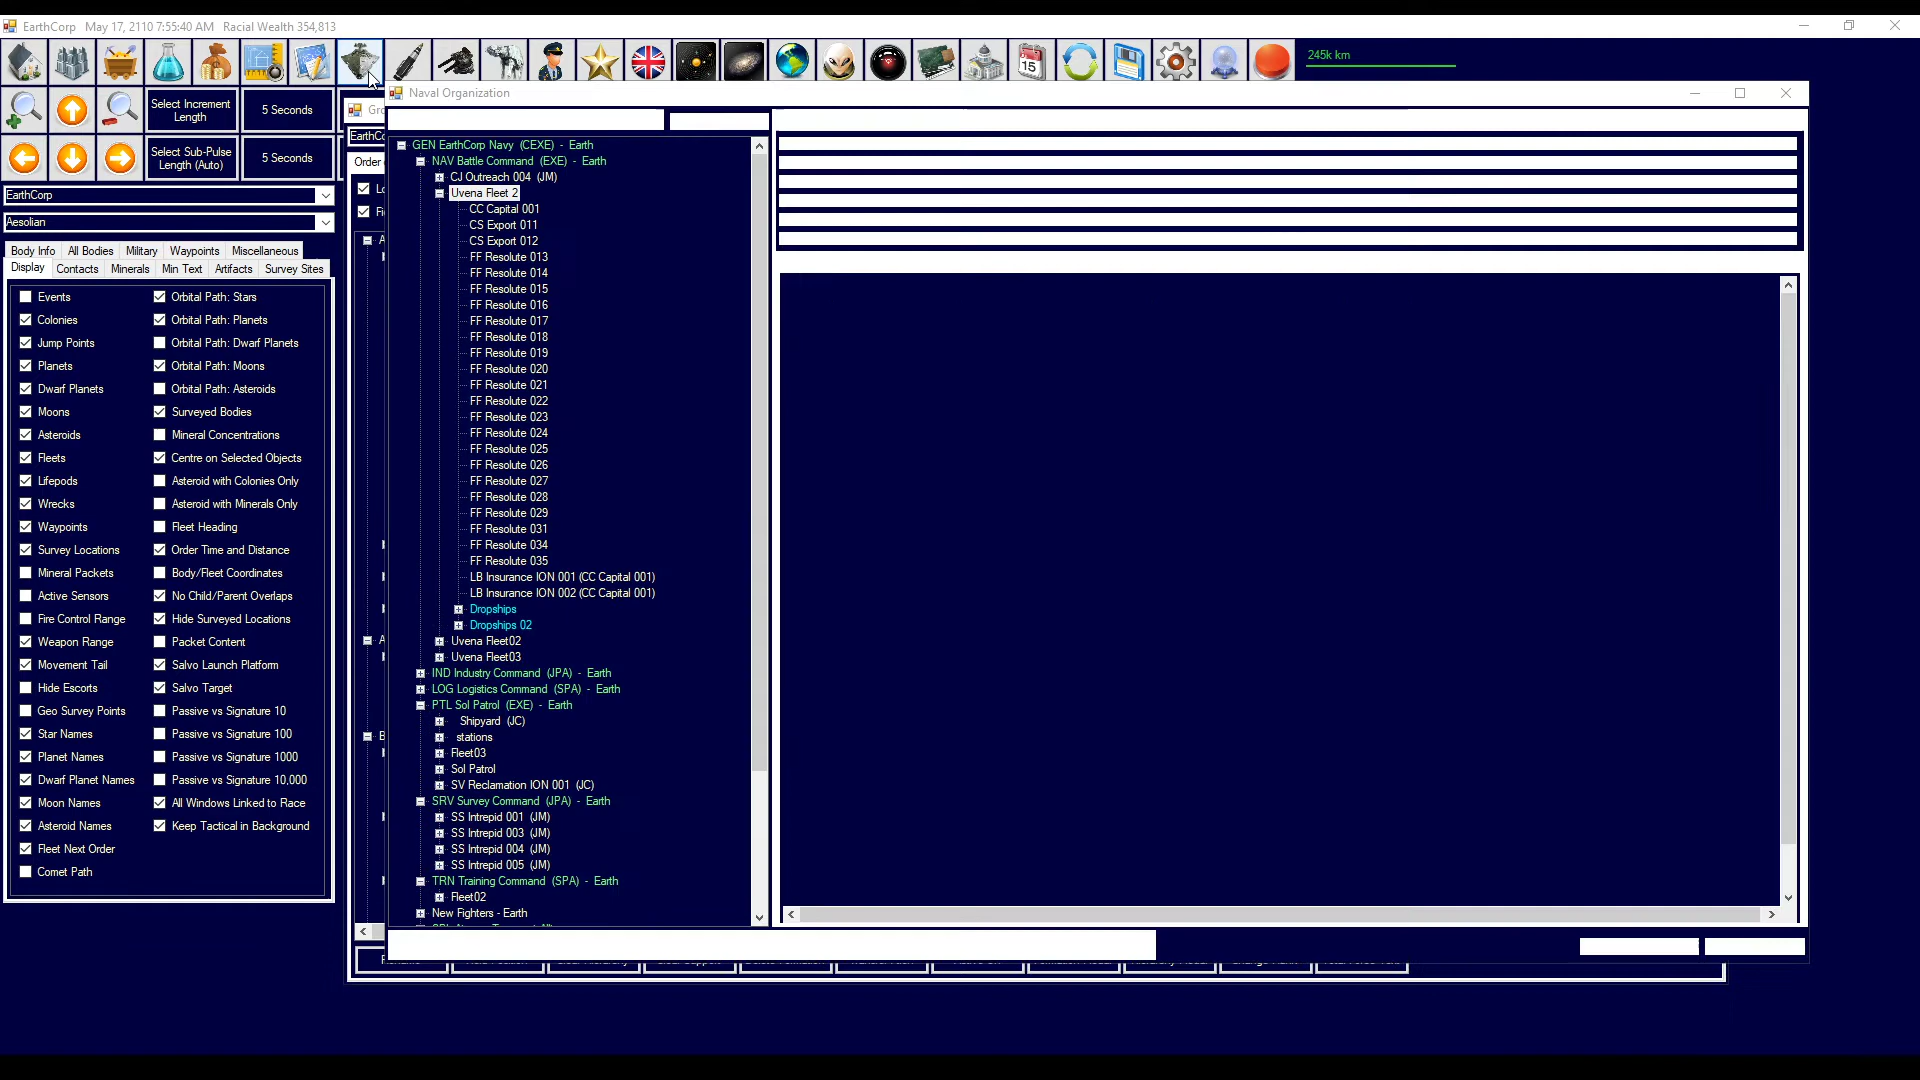 EarthCorp May 17, 2110 7:55:40 AM Racial Wealth 354,813
15
245k km
Select Increment Length
5 Seconds
Select Sub-Pulse Length (Auto)
5 Seconds
EarthCorp
Aesolian
Body Info All Bodies Military Waypoints Miscellaneous
Display Contacts Minerals Min Text Artifacts Survey Sites
Events
Colonies
Jump Points
Planets
Dwarf Planets
Moons
Asteroids
Fleets
Lifepods
Wrecks
Waypoints
Survey Locations
Mineral Packets
Active Sensors
Fire Control Range
Weapon Range
Movement Tail
Hide Escorts
Geo Survey Points
Star Names
Planet Names
Dwarf Planet Names
Moon Names
Asteroid Names
Fleet Next Order
Comet Path
Orbital Path: Stars
Orbital Path: Planets
Orbital Path: Dwarf Planets
Orbital Path: Moons
Orbital Path: Asteroids
Surveyed Bodies
Mineral Concentrations
Centre on Selected Objects
Asteroid with Colonies Only
Asteroid with Minerals Only
Fleet Heading
Order Time and Distance
Body/Fleet Coordinates
No Child/Parent Overlaps
Hide Surveyed Locations
Packet Content
Salvo Launch Platform
Salvo Target
Passive vs Signature 10
Passive vs Signature 100
Passive vs Signature 1000
Passive vs Signature 10,000
All Windows Linked to Race
Keep Tactical in Background
Order
Naval Organization
GEN EarthCorp Navy (CEXE) - Earth
NAV Battle Command (EXE) - Earth
CJ Outreach 004 (JM)
Uvena Fleet 2
CC Capital 001
CS Export 011
CS Export 012
FF Resolute 013
FF Resolute 014
FF Resolute 015
FF Resolute 016
FF Resolute 017
FF Resolute 018
FF Resolute 019
FF Resolute 020
FF Resolute 021
FF Resolute 022
FF Resolute 023
FF Resolute 024
FF Resolute 025
FF Resolute 026
FF Resolute 027
FF Resolute 028
FF Resolute 029
FF Resolute 031
FF Resolute 034
FF Resolute 035
LB Insurance ION 001 (CC Capital 001)
LB Insurance ION 002 (CC Capital 001)
Dropships
Dropships 02
Uvena Fleet02
Uvena Fleet03
IND Industry Command (JPA) - Earth
LOG Logistics Command (SPA) - Earth
PTL Sol Patrol (EXE) - Earth
Shipyard (JC)
stations
Fleet03
Sol Patrol
SV Reclamation ION 001 (JC)
SRV Survey Command (JPA) - Earth
SS Intrepid 001 (JM)
SS Intrepid 003 (JM)
SS Intrepid 004 (JM)
SS Intrepid 005 (JM)
TRN Training Command (SPA) - Earth
Fleet02
New Fighters - Earth